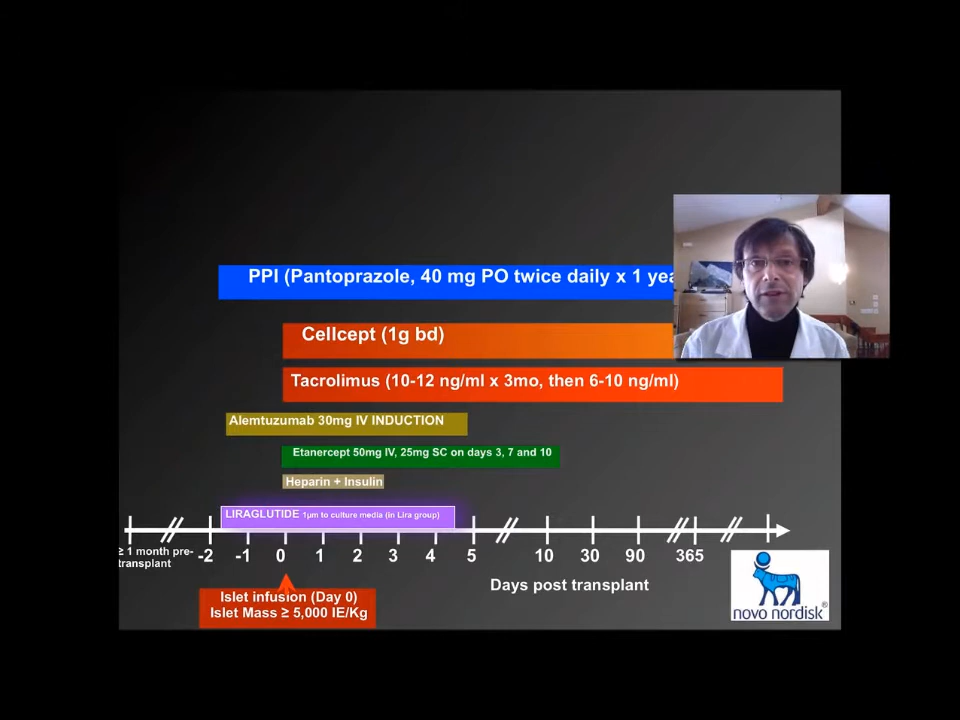 PPI (Pantoprazole, 40 mg PO twice daily x 1 yea
Cellcept (1g bd)
Tacrolimus (10-12 ng/ml x 3mo, then 6-10 ng/ml)
Alemtuzumab 30mg IV INDUCTION
Etanercept 50mg IV, 25mg SC on days 3, 7 and 10
Heparin + Insulin
LIRAGLUTIDE 1µm to culture media (in Lira group)
≥ 1 month pre-
transplant
-2 -1 0 1 2 3 4 5 10 30 90 365
Days post transplant
Islet infusion (Day 0)
Islet Mass ≥ 5,000 IE/Kg
novo nordisk®